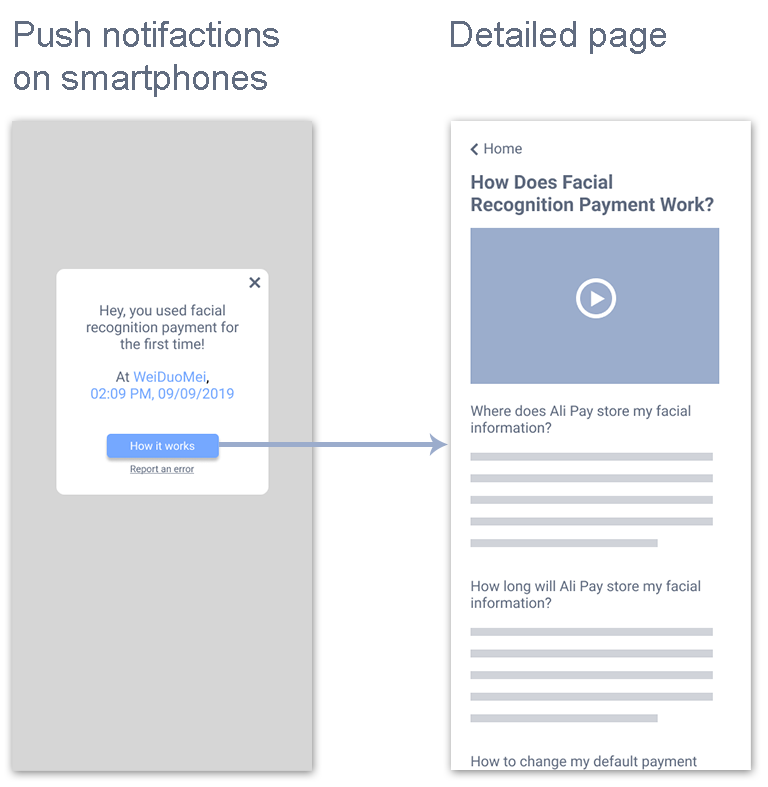 Push notifactions
on smartphones
Detailed page
Hey, you used facial
recognition payment for
the first time!
At WeiDuoMei,
02:09 PM, 09/09/2019
How it works
Report an error
Home
How Does Facial
Recognition Payment Work?
Where does Ali Pay store my facial
information?
How long will Ali Pay store my facial
information?
How to change my default payment